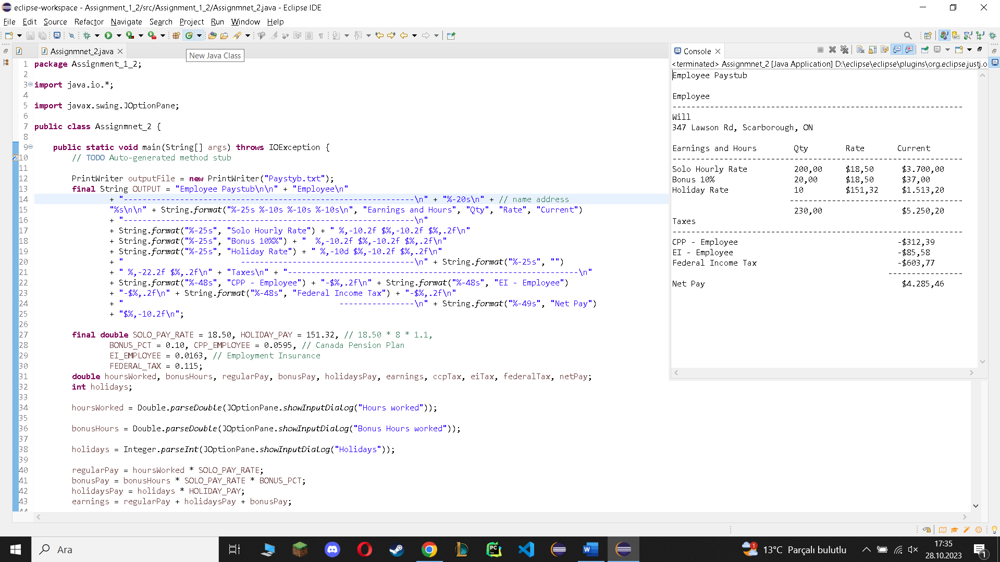 eclipse-workspace - Assignment_1_2/src/Assignment_1_2/Assignmnet_2.java - Eclipse IDE
File Edit Source Refactor Navigate Search Project Run Window Help
Assignmnet_2.java
New Java Class
1 package Assignment_1_2;
2
3 import java.io.*;
4
5 import javax.swing.JOptionPane;
6
7 public class Assignmnet_2 {
8
9 public static void main(String[] args) throws IOException {
10 // TODO Auto-generated method stub
11
12 PrintWriter outputFile = new PrintWriter("Paystyb.txt");
13 final String OUTPUT = "Employee Paystub\n\n" + "Employee\n"
14 + "--------------------------------------------------------------\n" + "%-20s\n" + // name address
15 "%s\n\n" + String.format("%-25s %-10s %-10s %-10s\n", "Earnings and Hours", "Qty", "Rate", "Current")
16 + "--------------------------------------------------------------\n"
17 + String.format("%-25s", "Solo Hourly Rate") + " %,-10.2f $%,-10.2f $%,.2f\n"
18 + String.format("%-25s", "Bonus 10%%") + "  %,-10.2f $%,-10.2f $%,.2f\n"
19 + String.format("%-25s", "Holiday Rate") + " %,-10d $%,-10.2f $%,.2f\n"
20 + "                         -------------------------------------\n" + String.format("%-25s", "")
21 + " %,-22.2f $%,.2f\n" + "Taxes\n" + "--------------------------------------------------------------\n"
22 + String.format("%-48s", "CPP - Employee") + "-$%,.2f\n" + String.format("%-48s", "EI - Employee")
23 + "-$%,.2f\n" + String.format("%-48s", "Federal Income Tax") + "-$%,.2f\n"
24 + "                                              ----------------\n" + String.format("%-49s", "Net Pay")
25 + "$%,-10.2f\n";
26
27 final double SOLO_PAY_RATE = 18.50, HOLIDAY_PAY = 151.32, // 18.50 * 8 * 1.1,
28 BONUS_PCT = 0.10, CPP_EMPLOYEE = 0.0595, // Canada Pension Plan
29 EI_EMPLOYEE = 0.0163, // Employment Insurance
30 FEDERAL_TAX = 0.115;
31 double hoursWorked, bonusHours, regularPay, bonusPay, holidaysPay, earnings, ccpTax, eiTax, federalTax, netPay;
32 int holidays;
33
34 hoursWorked = Double.parseDouble(JOptionPane.showInputDialog("Hours worked"));
35
36 bonusHours = Double.parseDouble(JOptionPane.showInputDialog("Bonus Hours worked"));
37
38 holidays = Integer.parseInt(JOptionPane.showInputDialog("Holidays"));
39
40 regularPay = hoursWorked * SOLO_PAY_RATE;
41 bonusPay = bonusHours * SOLO_PAY_RATE * BONUS_PCT;
42 holidaysPay = holidays * HOLIDAY_PAY;
43 earnings = regularPay + holidaysPay + bonusPay;
Console
<terminated> Assignmnet_2 [Java Application] D:\eclipse\eclipse\plugins\org.eclipse.justj.o
Employee Paystub
Employee
--------------------------------------------------------------
Will
347 Lawson Rd, Scarborough, ON
Earnings and Hours Qty Rate Current
--------------------------------------------------------------
Solo Hourly Rate 200,00 $18,50 $3.700,00
Bonus 10% 20,00 $18,50 $37,00
Holiday Rate 10 $151,32 $1.513,20
-------------------------------------
230,00 $5.250,20
Taxes
--------------------------------------------------------------
CPP - Employee -$312,39
EI - Employee -$85,58
Federal Income Tax -$603,77
----------------
Net Pay $4.285,46
Ara
13°C Parçalı bulutlu
17:35
28.10.2023
1